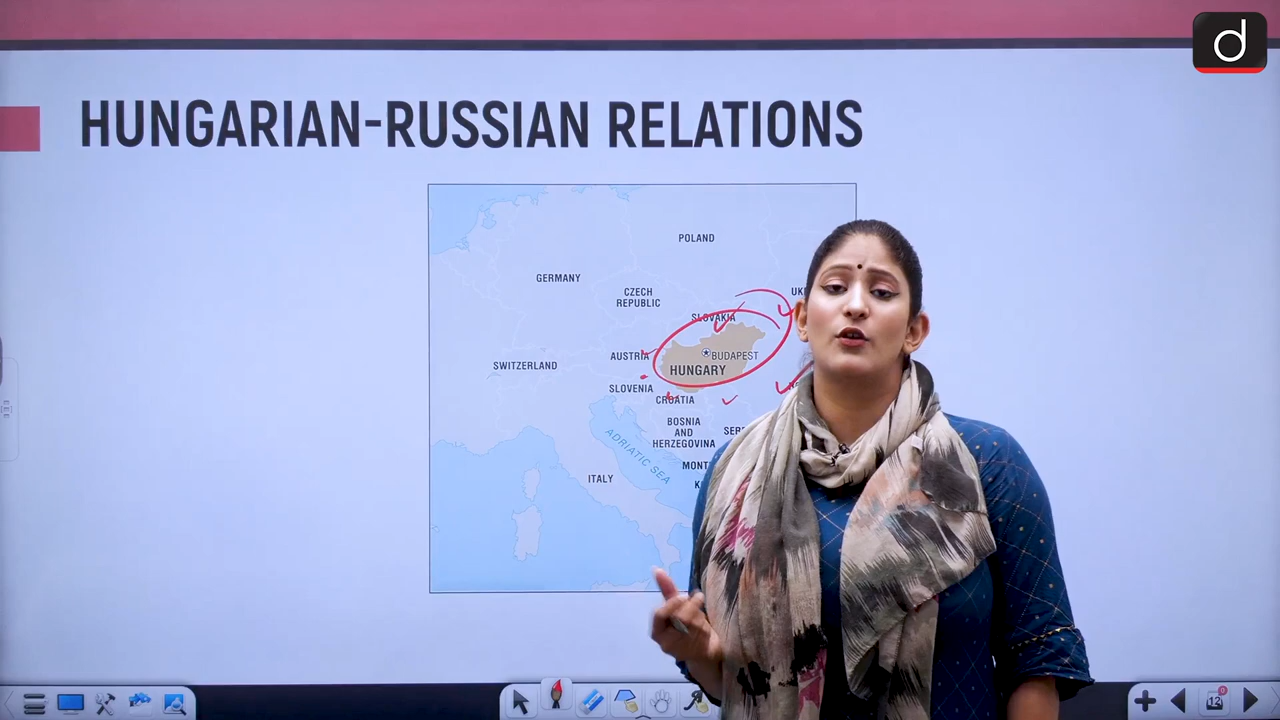 d
HUNGARIAN-RUSSIAN RELATIONS
POLAND
GERMANY
CZECH
REPUBLIC
SLOVAKIA
AUSTRIA
BUDAPEST
SWITZERLAND
HUNGARY
SLOVENIA
CROATIA
BOSNIA
AND
HERZEGOVINA
ADRIATIC SEA
ITALY
12